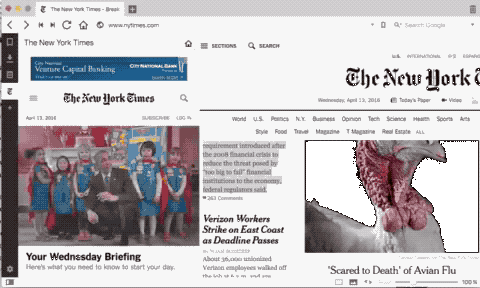 The New York Times - Break
www.nytimes.com
Search: Google
The New York Times
City National
Venture Capital Banking
CITY NATIONAL BANK
The New York Times
April 13, 2016
SUBSCRIBE
LOG IN
Your Wednesday Briefing
Here's what you need to know to start your day.
SECTIONS
SEARCH
U.S.
INTERNATIONAL
The New York
Wednesday, April 13, 2016
Today's Paper
Video
World U.S. Politics N.Y. Business Opinion Tech Science Health Sports Arts
Style Food Travel Magazine T Magazine Real Estate ALL
requirement introduced after
the 2008 financial crisis to
reduce the threat posed by
"too big to fail" financial
institutions to the economy,
federal regulators said.
263 Comments
Verizon Workers
Strike on East Coast
as Deadline Passes
About 36,000 unionized
Verizon employees walked off
'Scared to Death' of Avian Flu
100 %